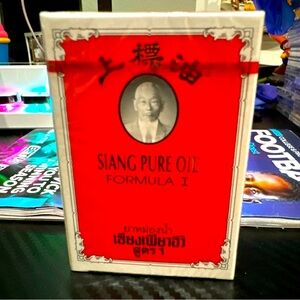 上標油
SIANG PURE OIL
FORMULA I
ยาหม่องน้ำ
เซียงเพียวอิ๊ว
สูตร 1
FOOTBA